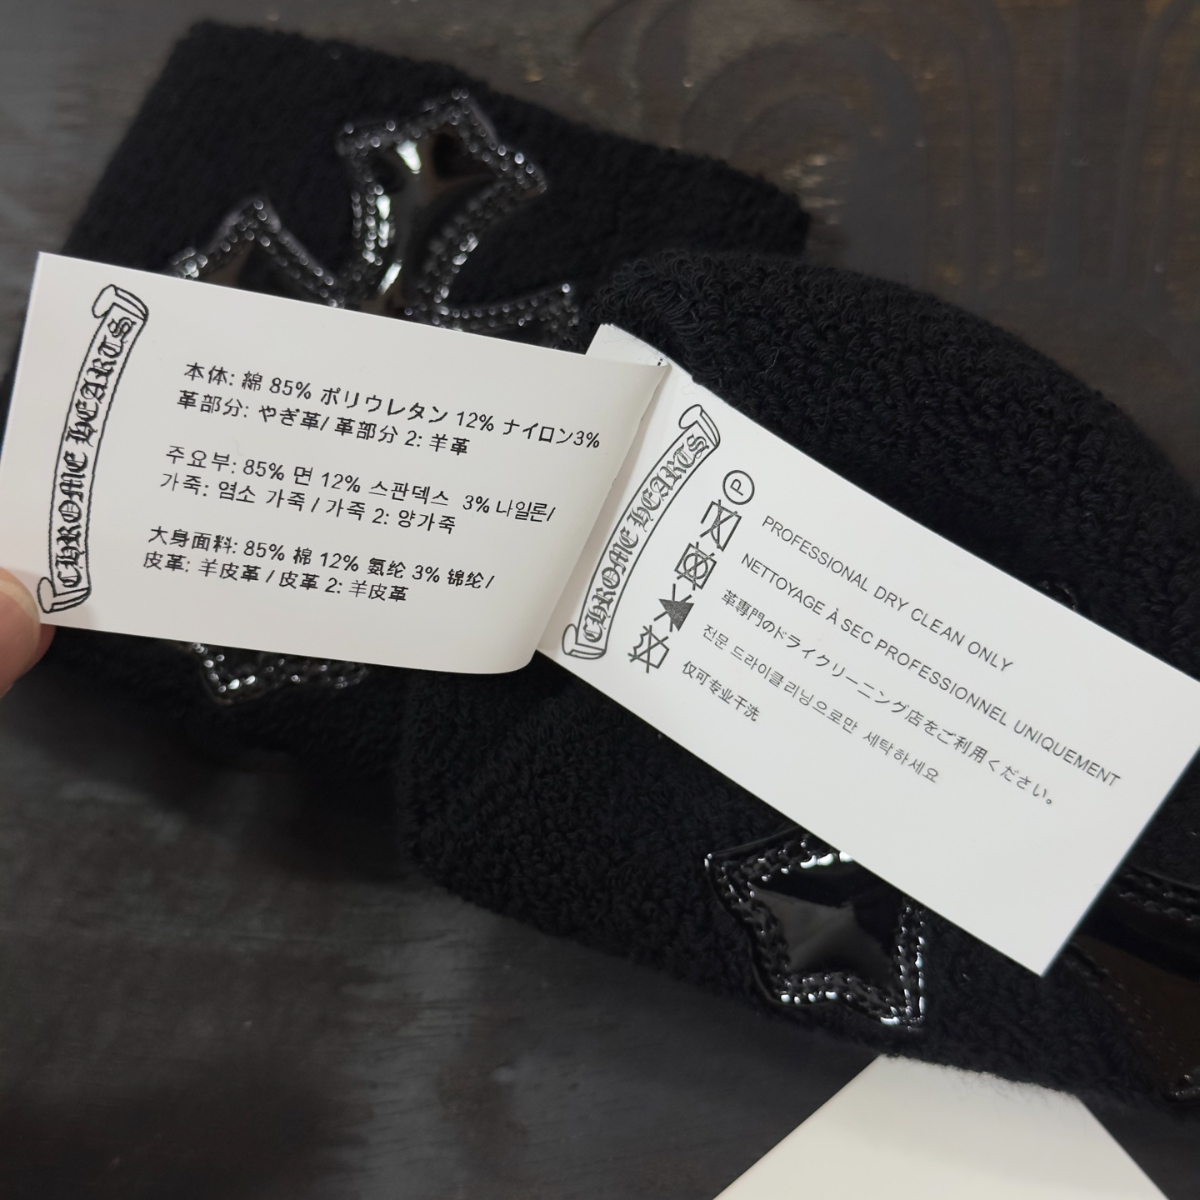 CHROME HEARTS
本体: 綿 85% ポリウレタン 12% ナイロン3%
革部分: やぎ革/ 革部分 2: 羊革
주요부: 85% 면 12% 스판덱스 3% 나일론/
가죽: 염소 가죽 / 가죽 2: 양가죽
大身面料: 85% 棉 12% 氨纶 3% 锦纶/
皮革: 羊皮革 / 皮革 2: 羊皮革
CHROME HEARTS
P
PROFESSIONAL DRY CLEAN ONLY
NETTOYAGE À SEC PROFESSIONNEL UNIQUEMENT
革専門のドライクリーニング店をご利用ください。
전문 드라이클리닝으로만 세탁하세요
仅可专业干洗